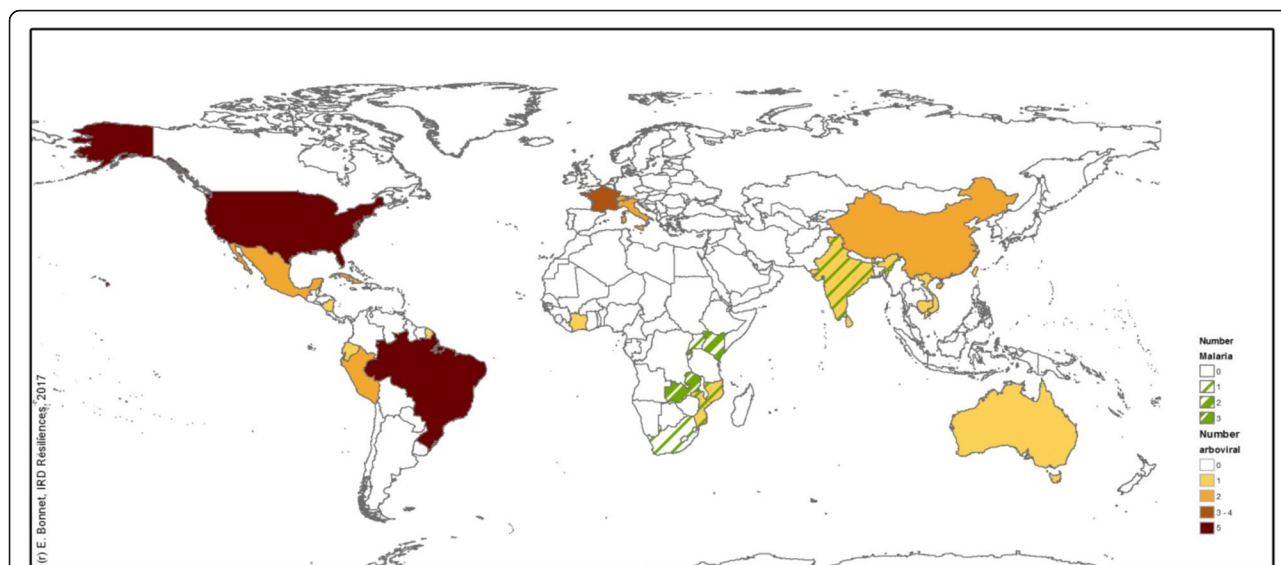 (r) E. Bonnet, IRD Résiliences, 2017
Number
Malaria
0
1
2
3
Number
arboviral
0
1
2
3 - 4
5